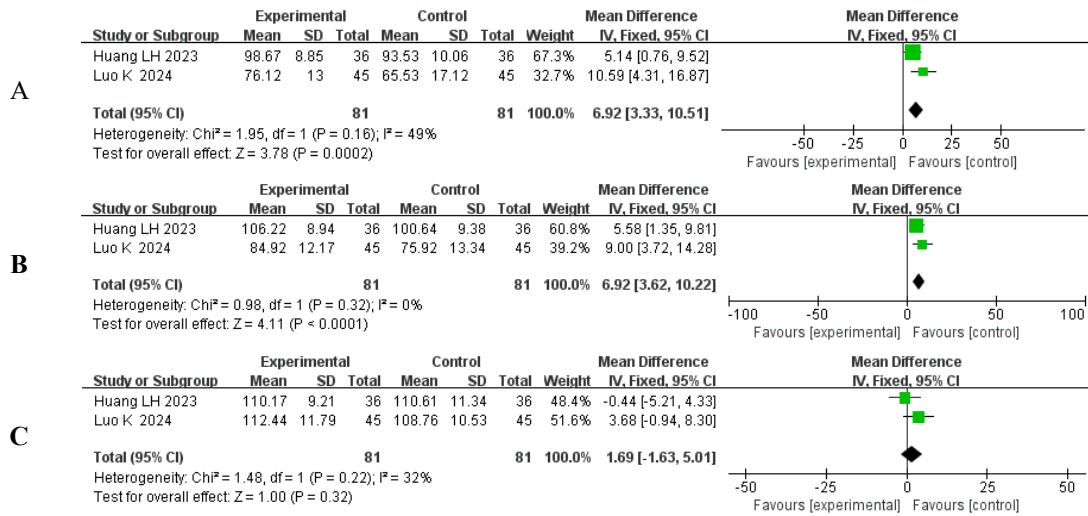 Experimental Control Mean Difference Mean Difference
Study or Subgroup Mean SD Total Mean SD Total Weight IV, Fixed, 95% CI IV, Fixed, 95% CI
Huang LH 2023 98.67 8.85 36 93.53 10.06 36 67.3% 5.14 [0.76, 9.52]
Luo K 2024 76.12 13 45 65.53 17.12 45 32.7% 10.59 [4.31, 16.87]
A
Total (95% CI) 81 81 100.0% 6.92 [3.33, 10.51]
Heterogeneity: Chi² = 1.95, df = 1 (P = 0.16); I² = 49%
Test for overall effect: Z = 3.78 (P = 0.0002)
-50 -25 0 25 50
Favours [experimental] Favours [control]
Experimental Control Mean Difference Mean Difference
Study or Subgroup Mean SD Total Mean SD Total Weight IV, Fixed, 95% CI IV, Fixed, 95% CI
Huang LH 2023 106.22 8.94 36 100.64 9.38 36 60.8% 5.58 [1.35, 9.81]
Luo K 2024 84.92 12.17 45 75.92 13.34 45 39.2% 9.00 [3.72, 14.28]
B
Total (95% CI) 81 81 100.0% 6.92 [3.62, 10.22]
Heterogeneity: Chi² = 0.98, df = 1 (P = 0.32); I² = 0%
Test for overall effect: Z = 4.11 (P < 0.0001)
-100 -50 0 50 100
Favours [experimental] Favours [control]
Experimental Control Mean Difference Mean Difference
Study or Subgroup Mean SD Total Mean SD Total Weight IV, Fixed, 95% CI IV, Fixed, 95% CI
Huang LH 2023 110.17 9.21 36 110.61 11.34 36 48.4% -0.44 [-5.21, 4.33]
Luo K 2024 112.44 11.79 45 108.76 10.53 45 51.6% 3.68 [-0.94, 8.30]
C
Total (95% CI) 81 81 100.0% 1.69 [-1.63, 5.01]
Heterogeneity: Chi² = 1.48, df = 1 (P = 0.22); I² = 32%
Test for overall effect: Z = 1.00 (P = 0.32)
-50 -25 0 25 50
Favours [experimental] Favours [control]